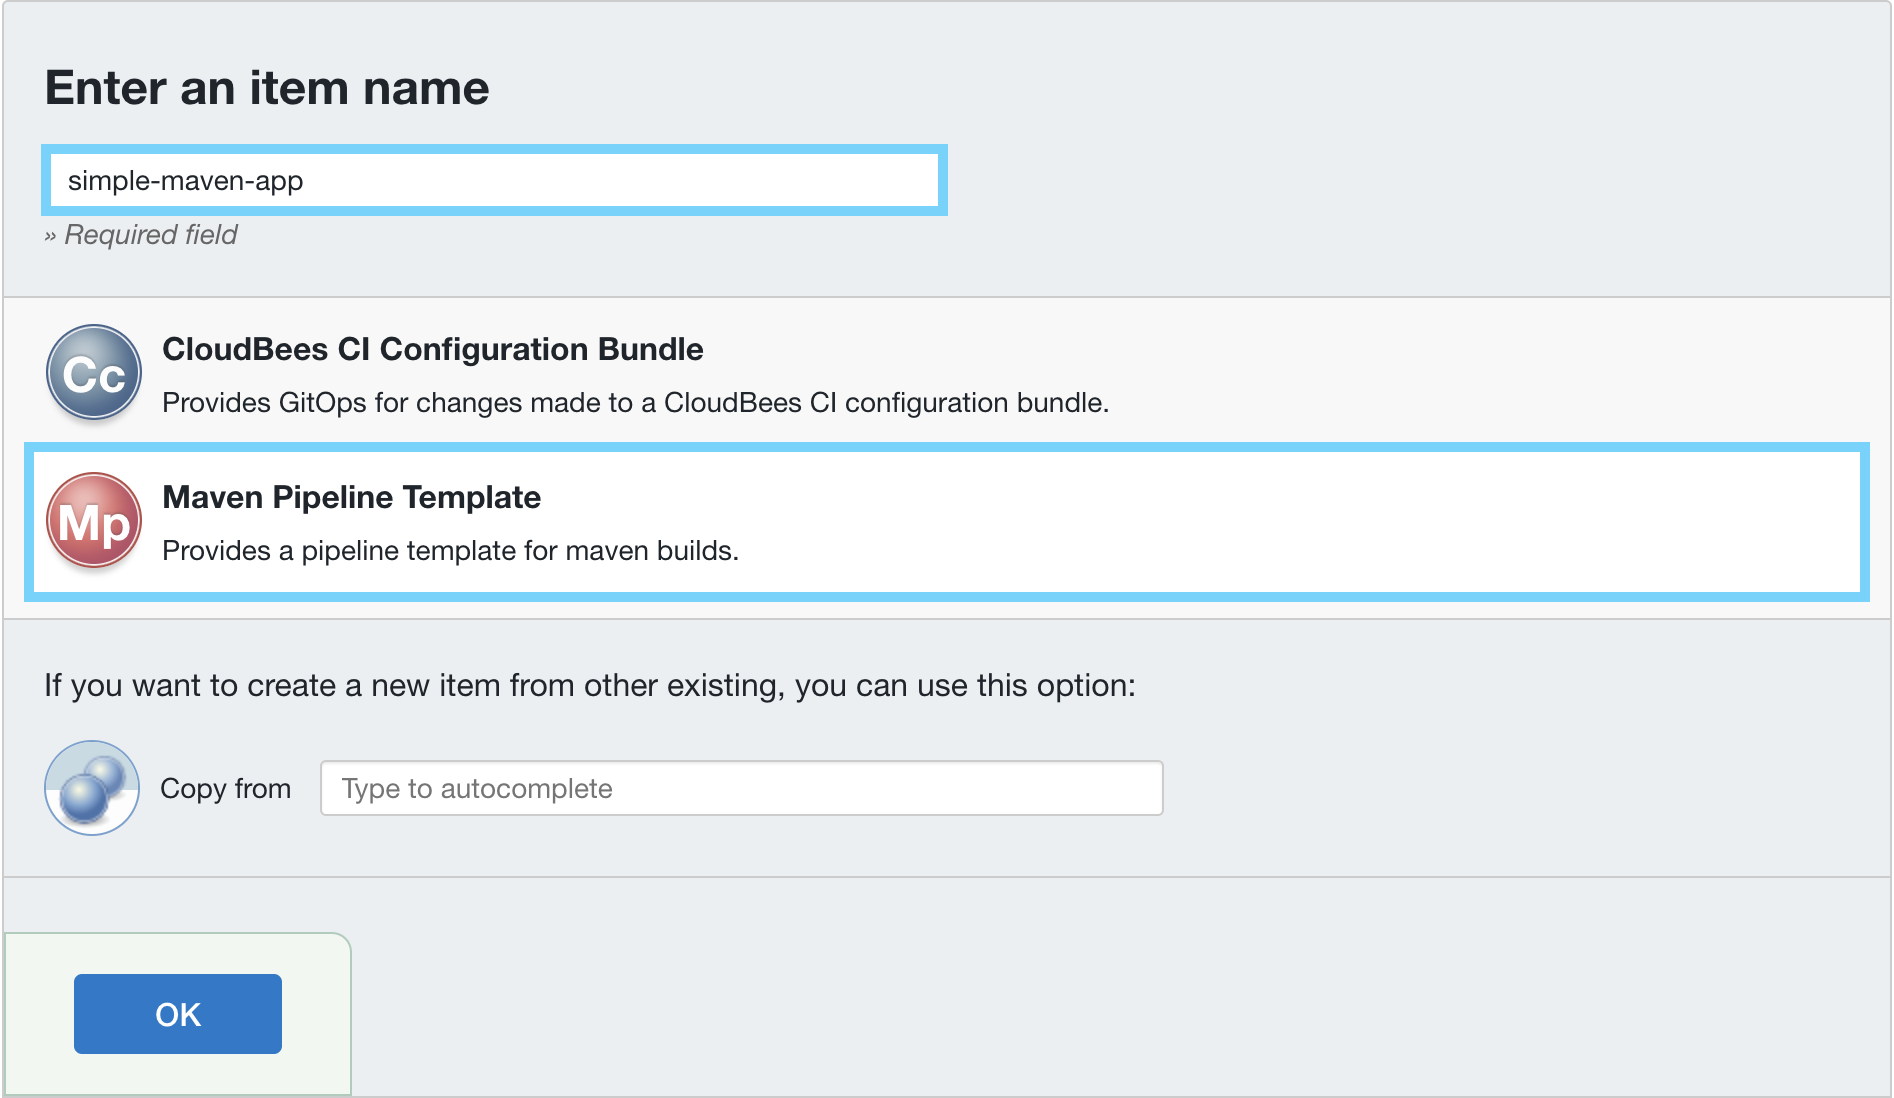 Enter an item name
simple-maven-app
» Required field
Cc
CloudBees CI Configuration Bundle
Provides GitOps for changes made to a CloudBees CI configuration bundle.
Mp
Maven Pipeline Template
Provides a pipeline template for maven builds.
If you want to create a new item from other existing, you can use this option:
Copy from Type to autocomplete
OK